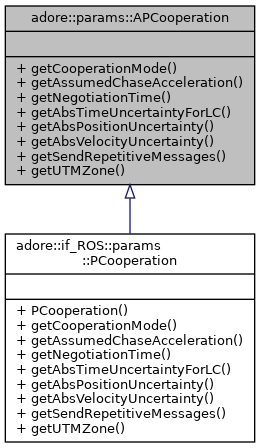 adore::params::APCooperation
+ getCooperationMode()
+ getAssumedChaseAcceleration()
+ getNegotiationTime()
+ getAbsTimeUncertaintyForLC()
+ getAbsPositionUncertainty()
+ getAbsVelocityUncertainty()
+ getSendRepetitiveMessages()
+ getUTMZone()
adore::if_ROS::params
::PCooperation
+ PCooperation()
+ getCooperationMode()
+ getAssumedChaseAcceleration()
+ getNegotiationTime()
+ getAbsTimeUncertaintyForLC()
+ getAbsPositionUncertainty()
+ getAbsVelocityUncertainty()
+ getSendRepetitiveMessages()
+ getUTMZone()